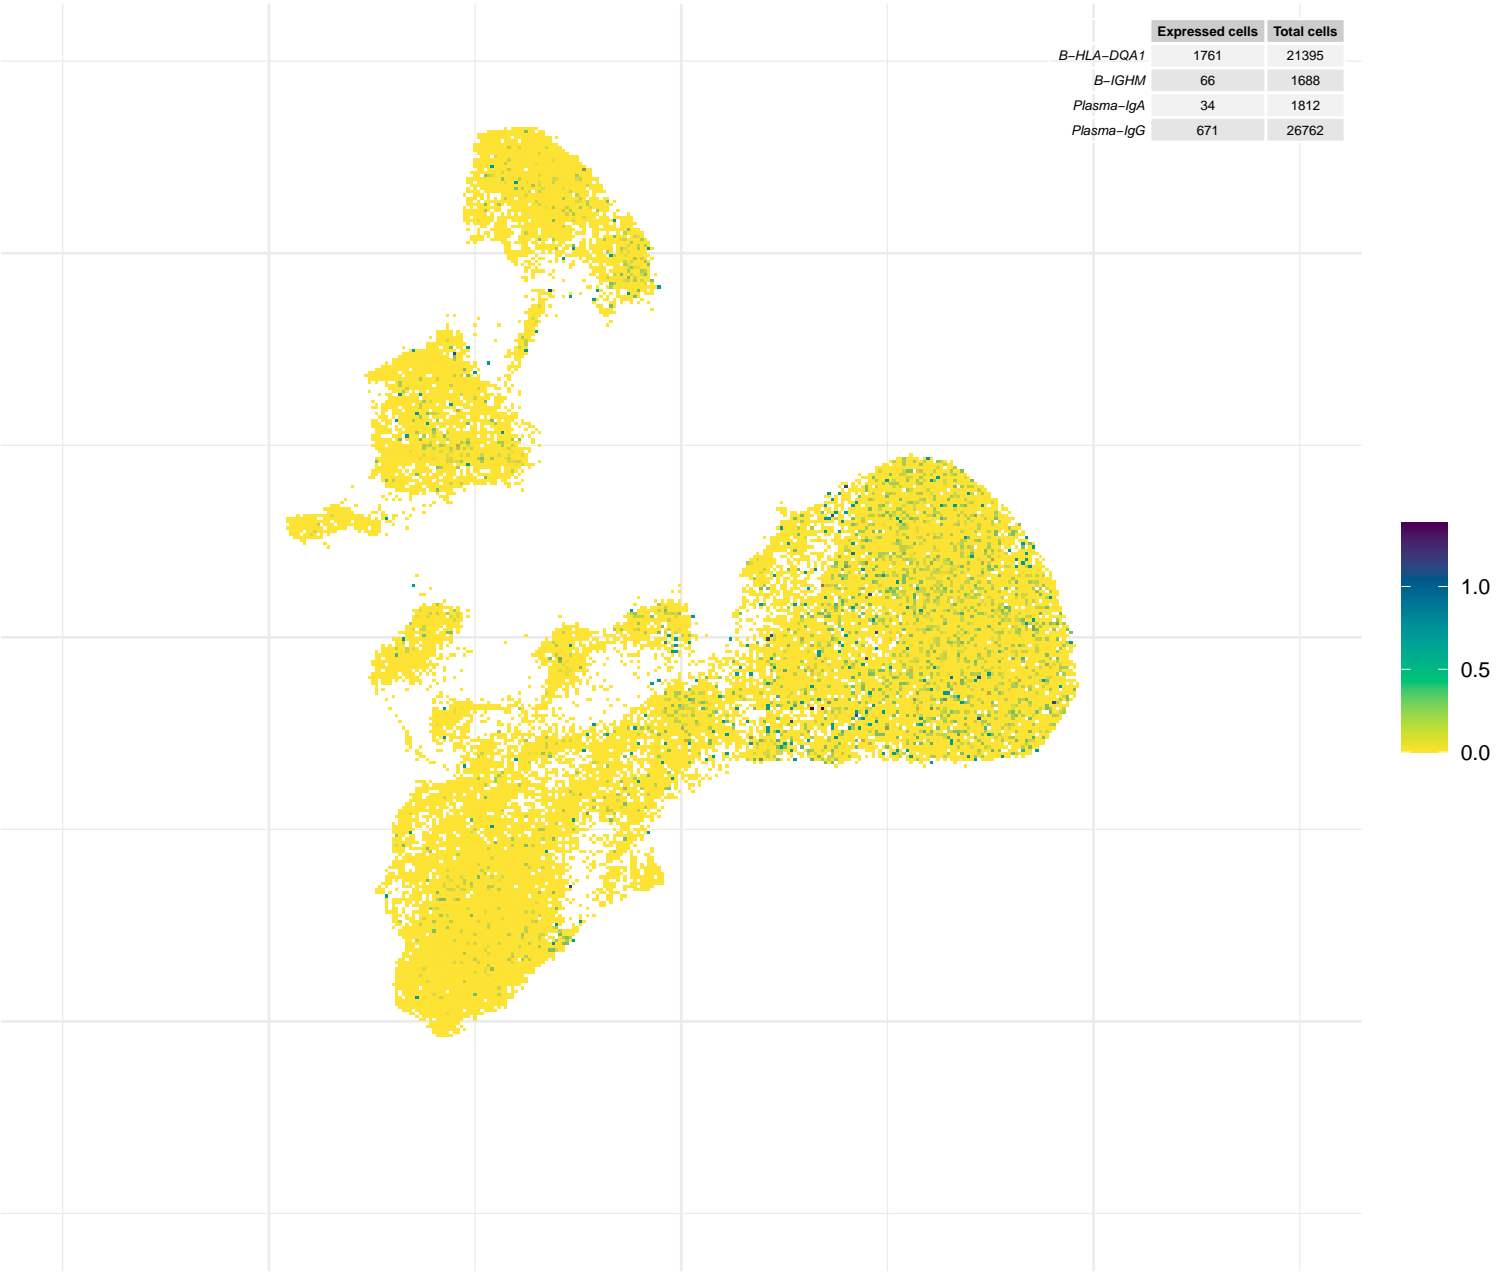 Expressed cells Total cells
B−HLA−DQA1 1761 21395
B−IGHM 66 1688
Plasma−IgA 34 1812
Plasma−IgG 671 26762
1.0
0.5
0.0